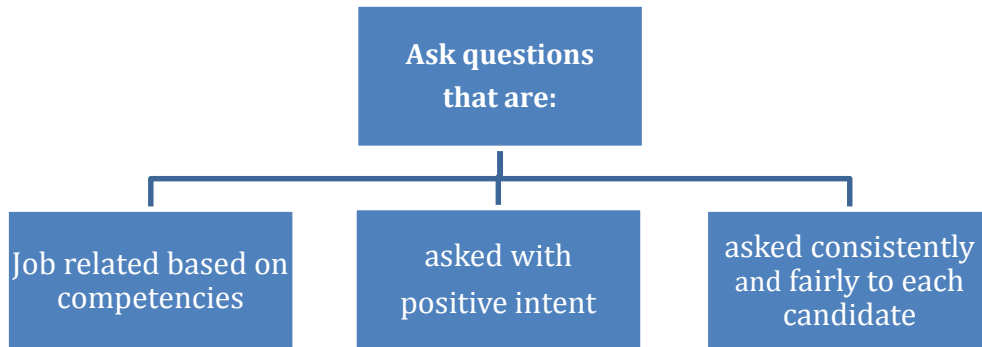 Ask questions
that are:
Job related based on
competencies
asked with
positive intent
asked consistently
and fairly to each
candidate